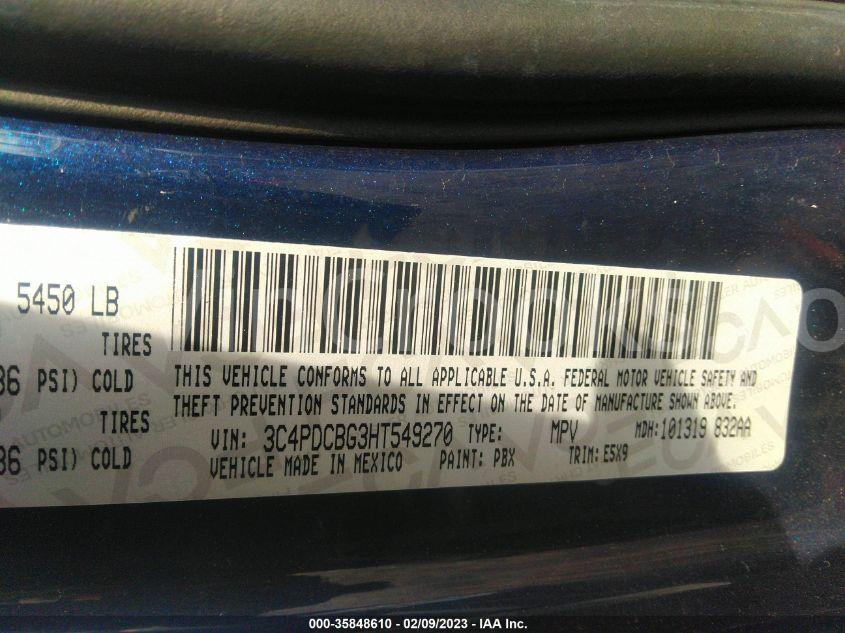 5450 LB
TIRES
36 PSI) COLD
TIRES
36 PSI) COLD
THIS VEHICLE CONFORMS TO ALL APPLICABLE U.S.A. FEDERAL MOTOR VEHICLE SAFETY AND
THEFT PREVENTION STANDARDS IN EFFECT ON THE DATE OF MANUFACTURE SHOWN ABOVE.
VIN: 3C4PDCBG3HT549270 TYPE: MPV MDH: 101319 832AA
VEHICLE MADE IN MEXICO PAINT: PBX TRIM: E5X9
000-35848610 - 02/09/2023 - IAA Inc.